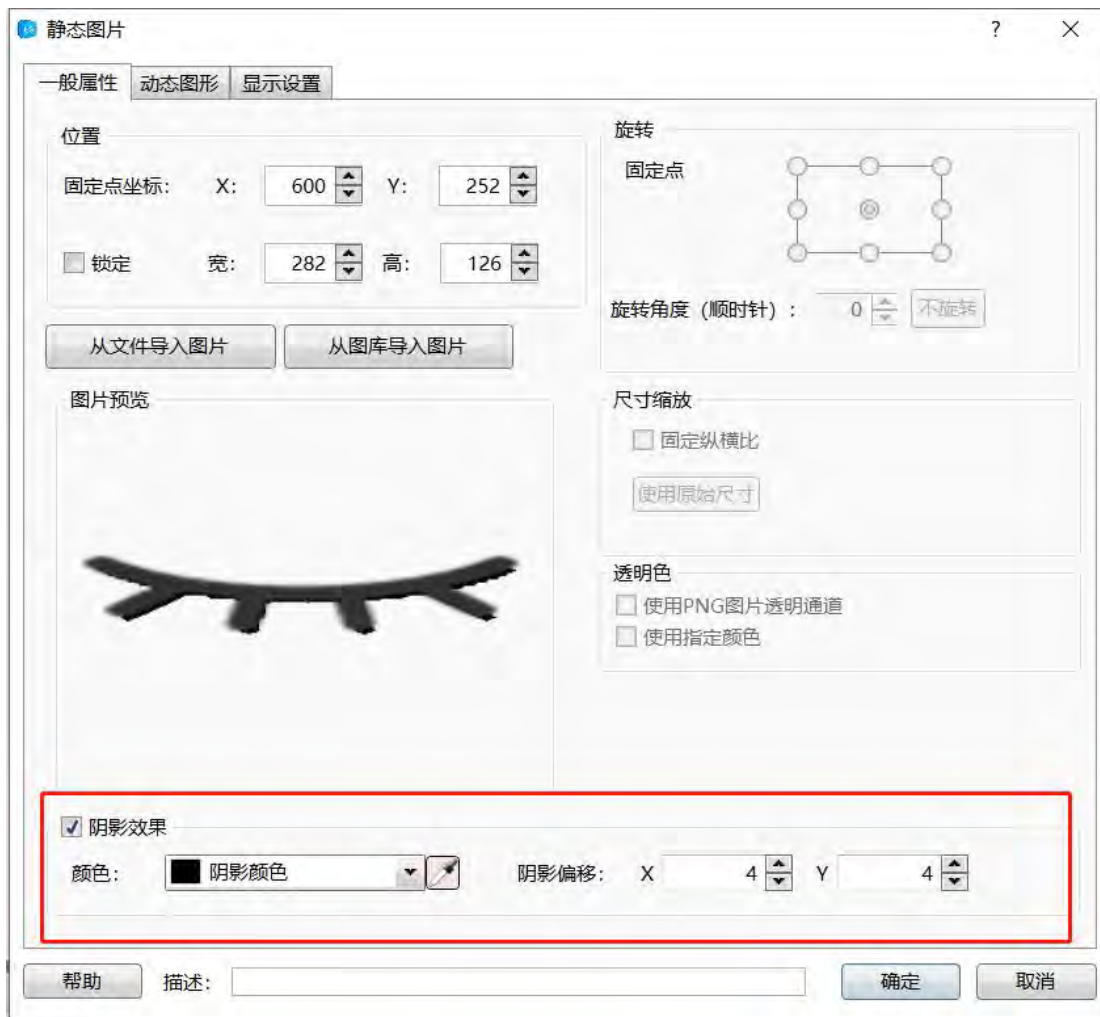 静态图片 ?
一般属性 动态图形 显示设置
位置
固定点坐标: X: 600 Y: 252
锁定 宽: 282 高: 126
从文件导入图片 从图库导入图片
图片预览
旋转
固定点
旋转角度 (顺时针) : 0 不旋转
尺寸缩放
固定纵横比
使用原始尺寸
透明色
使用PNG图片透明通道
使用指定颜色
阴影效果
颜色: 阴影颜色 阴影偏移: X 4 Y 4
帮助 描述: 确定 取消